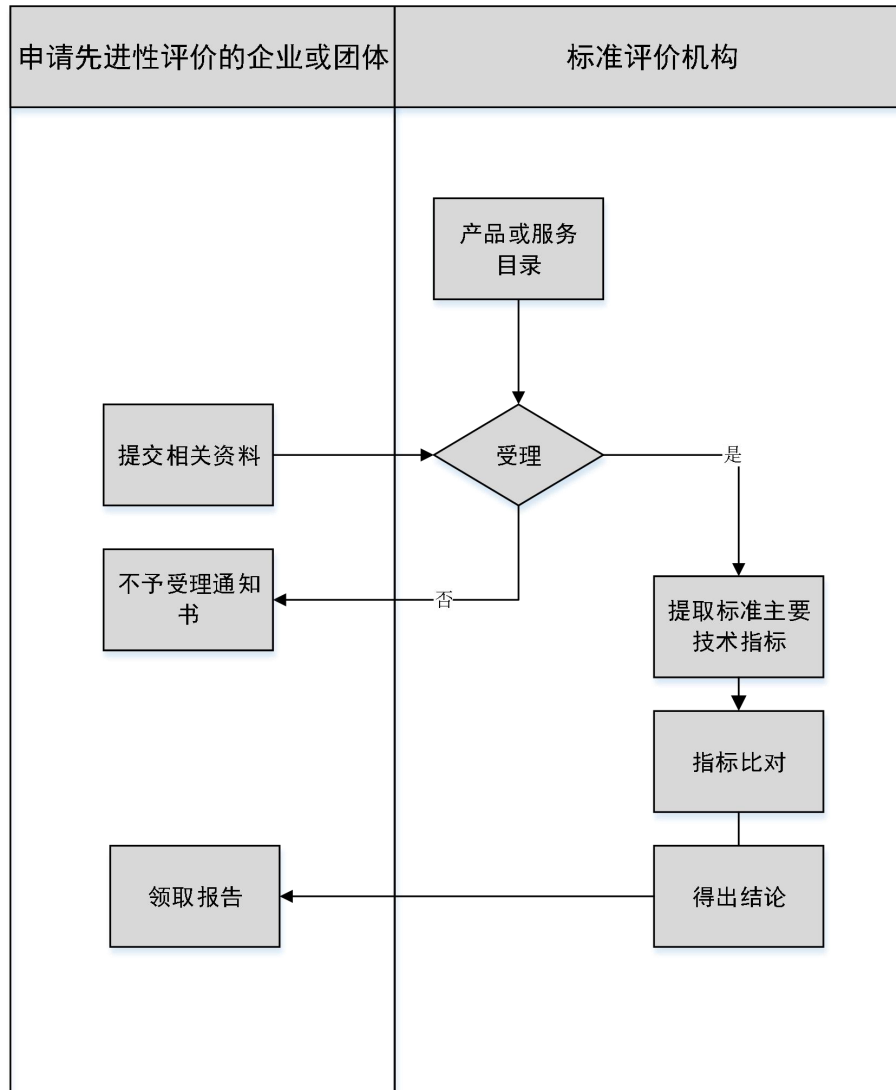 申请先进性评价的企业或团体
标准评价机构
产品或服务
目录
提交相关资料
受理
是
不予受理通知
书
否
提取标准主要
技术指标
指标比对
领取报告
得出结论